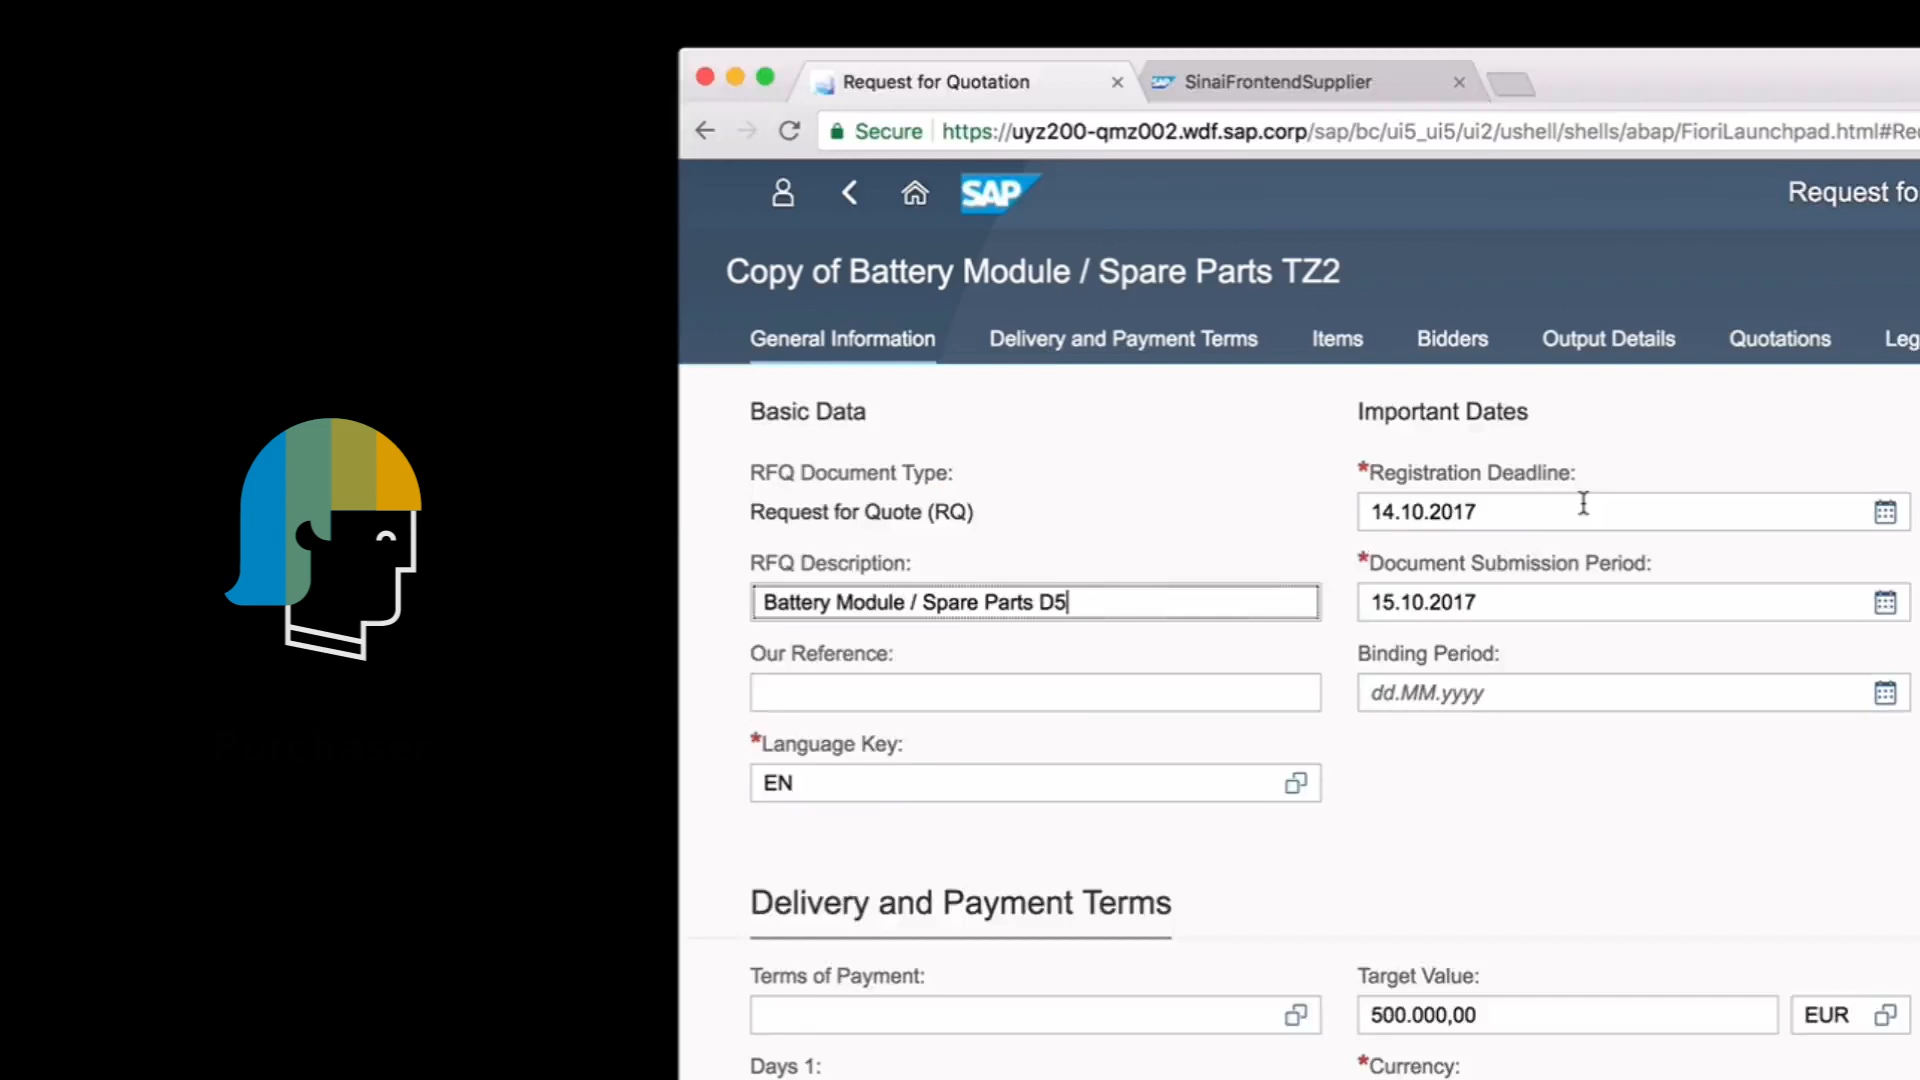 Request for Quotation
SinaiFrontendSupplier
Secure https://uyz200-qmz002.wdf.sap.corp/sap/bc/ui5_ui5/ui2/ushell/shells/abap/FioriLaunchpad.html#Re
SAP
Request fo
Copy of Battery Module / Spare Parts TZ2
General Information Delivery and Payment Terms Items Bidders Output Details Quotations Leg
Basic Data
Important Dates
RFQ Document Type:
*Registration Deadline:
Request for Quote (RQ)
14.10.2017
RFQ Description:
*Document Submission Period:
Battery Module / Spare Parts D5
15.10.2017
Our Reference:
Binding Period:
dd.MM.yyyy
*Language Key:
EN
Delivery and Payment Terms
Terms of Payment:
Target Value:
500.000,00 EUR
Days 1:
*Currency: